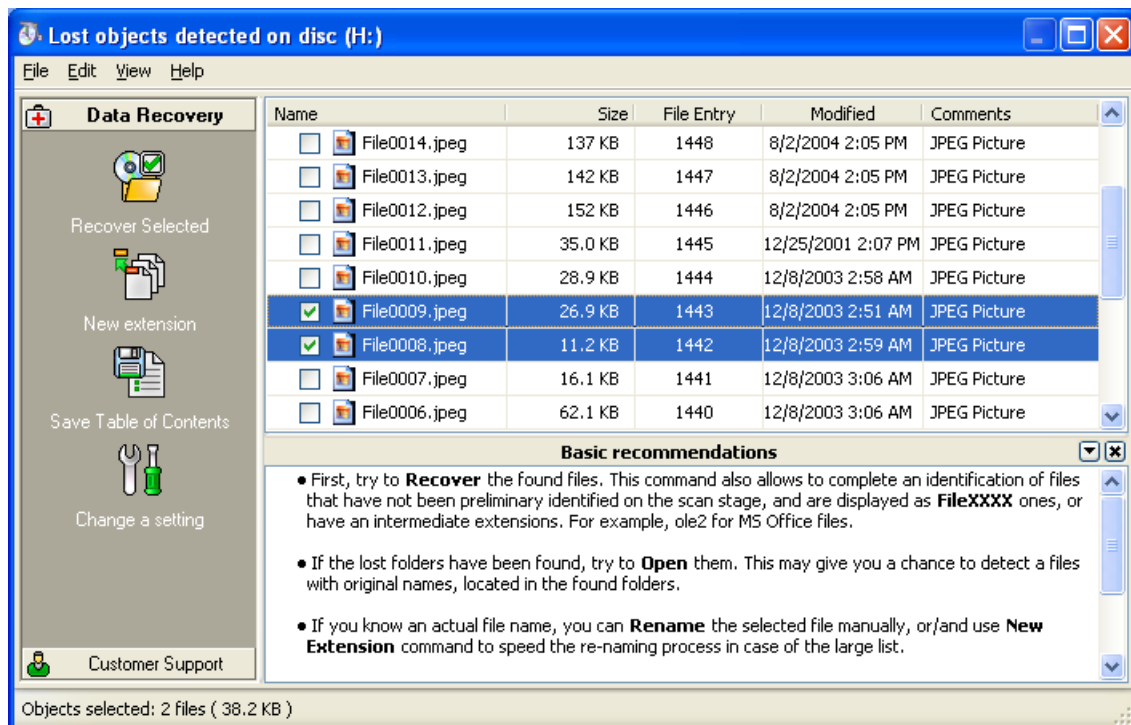 Lost objects detected on disc (H:)
File Edit View Help
Data Recovery
Recover Selected
New extension
Save Table of Contents
Change a setting
Customer Support
Name Size File Entry Modified Comments
File0014.jpeg 137 KB 1448 8/2/2004 2:05 PM JPEG Picture
File0013.jpeg 142 KB 1447 8/2/2004 2:05 PM JPEG Picture
File0012.jpeg 152 KB 1446 8/2/2004 2:05 PM JPEG Picture
File0011.jpeg 35.0 KB 1445 12/25/2001 2:07 PM JPEG Picture
File0010.jpeg 28.9 KB 1444 12/8/2003 2:58 AM JPEG Picture
File0009.jpeg 26.9 KB 1443 12/8/2003 2:51 AM JPEG Picture
File0008.jpeg 11.2 KB 1442 12/8/2003 2:59 AM JPEG Picture
File0007.jpeg 16.1 KB 1441 12/8/2003 3:06 AM JPEG Picture
File0006.jpeg 62.1 KB 1440 12/8/2003 3:06 AM JPEG Picture
Basic recommendations
● First, try to Recover the found files. This command also allows to complete an identification of files
that have not been preliminary identified on the scan stage, and are displayed as FileXXXX ones, or
have an intermediate extensions. For example, ole2 for MS Office files.
● If the lost folders have been found, try to Open them. This may give you a chance to detect a files
with original names, located in the found folders.
● If you know an actual file name, you can Rename the selected file manually, or/and use New
Extension command to speed the re-naming process in case of the large list.
Objects selected: 2 files ( 38.2 KB )